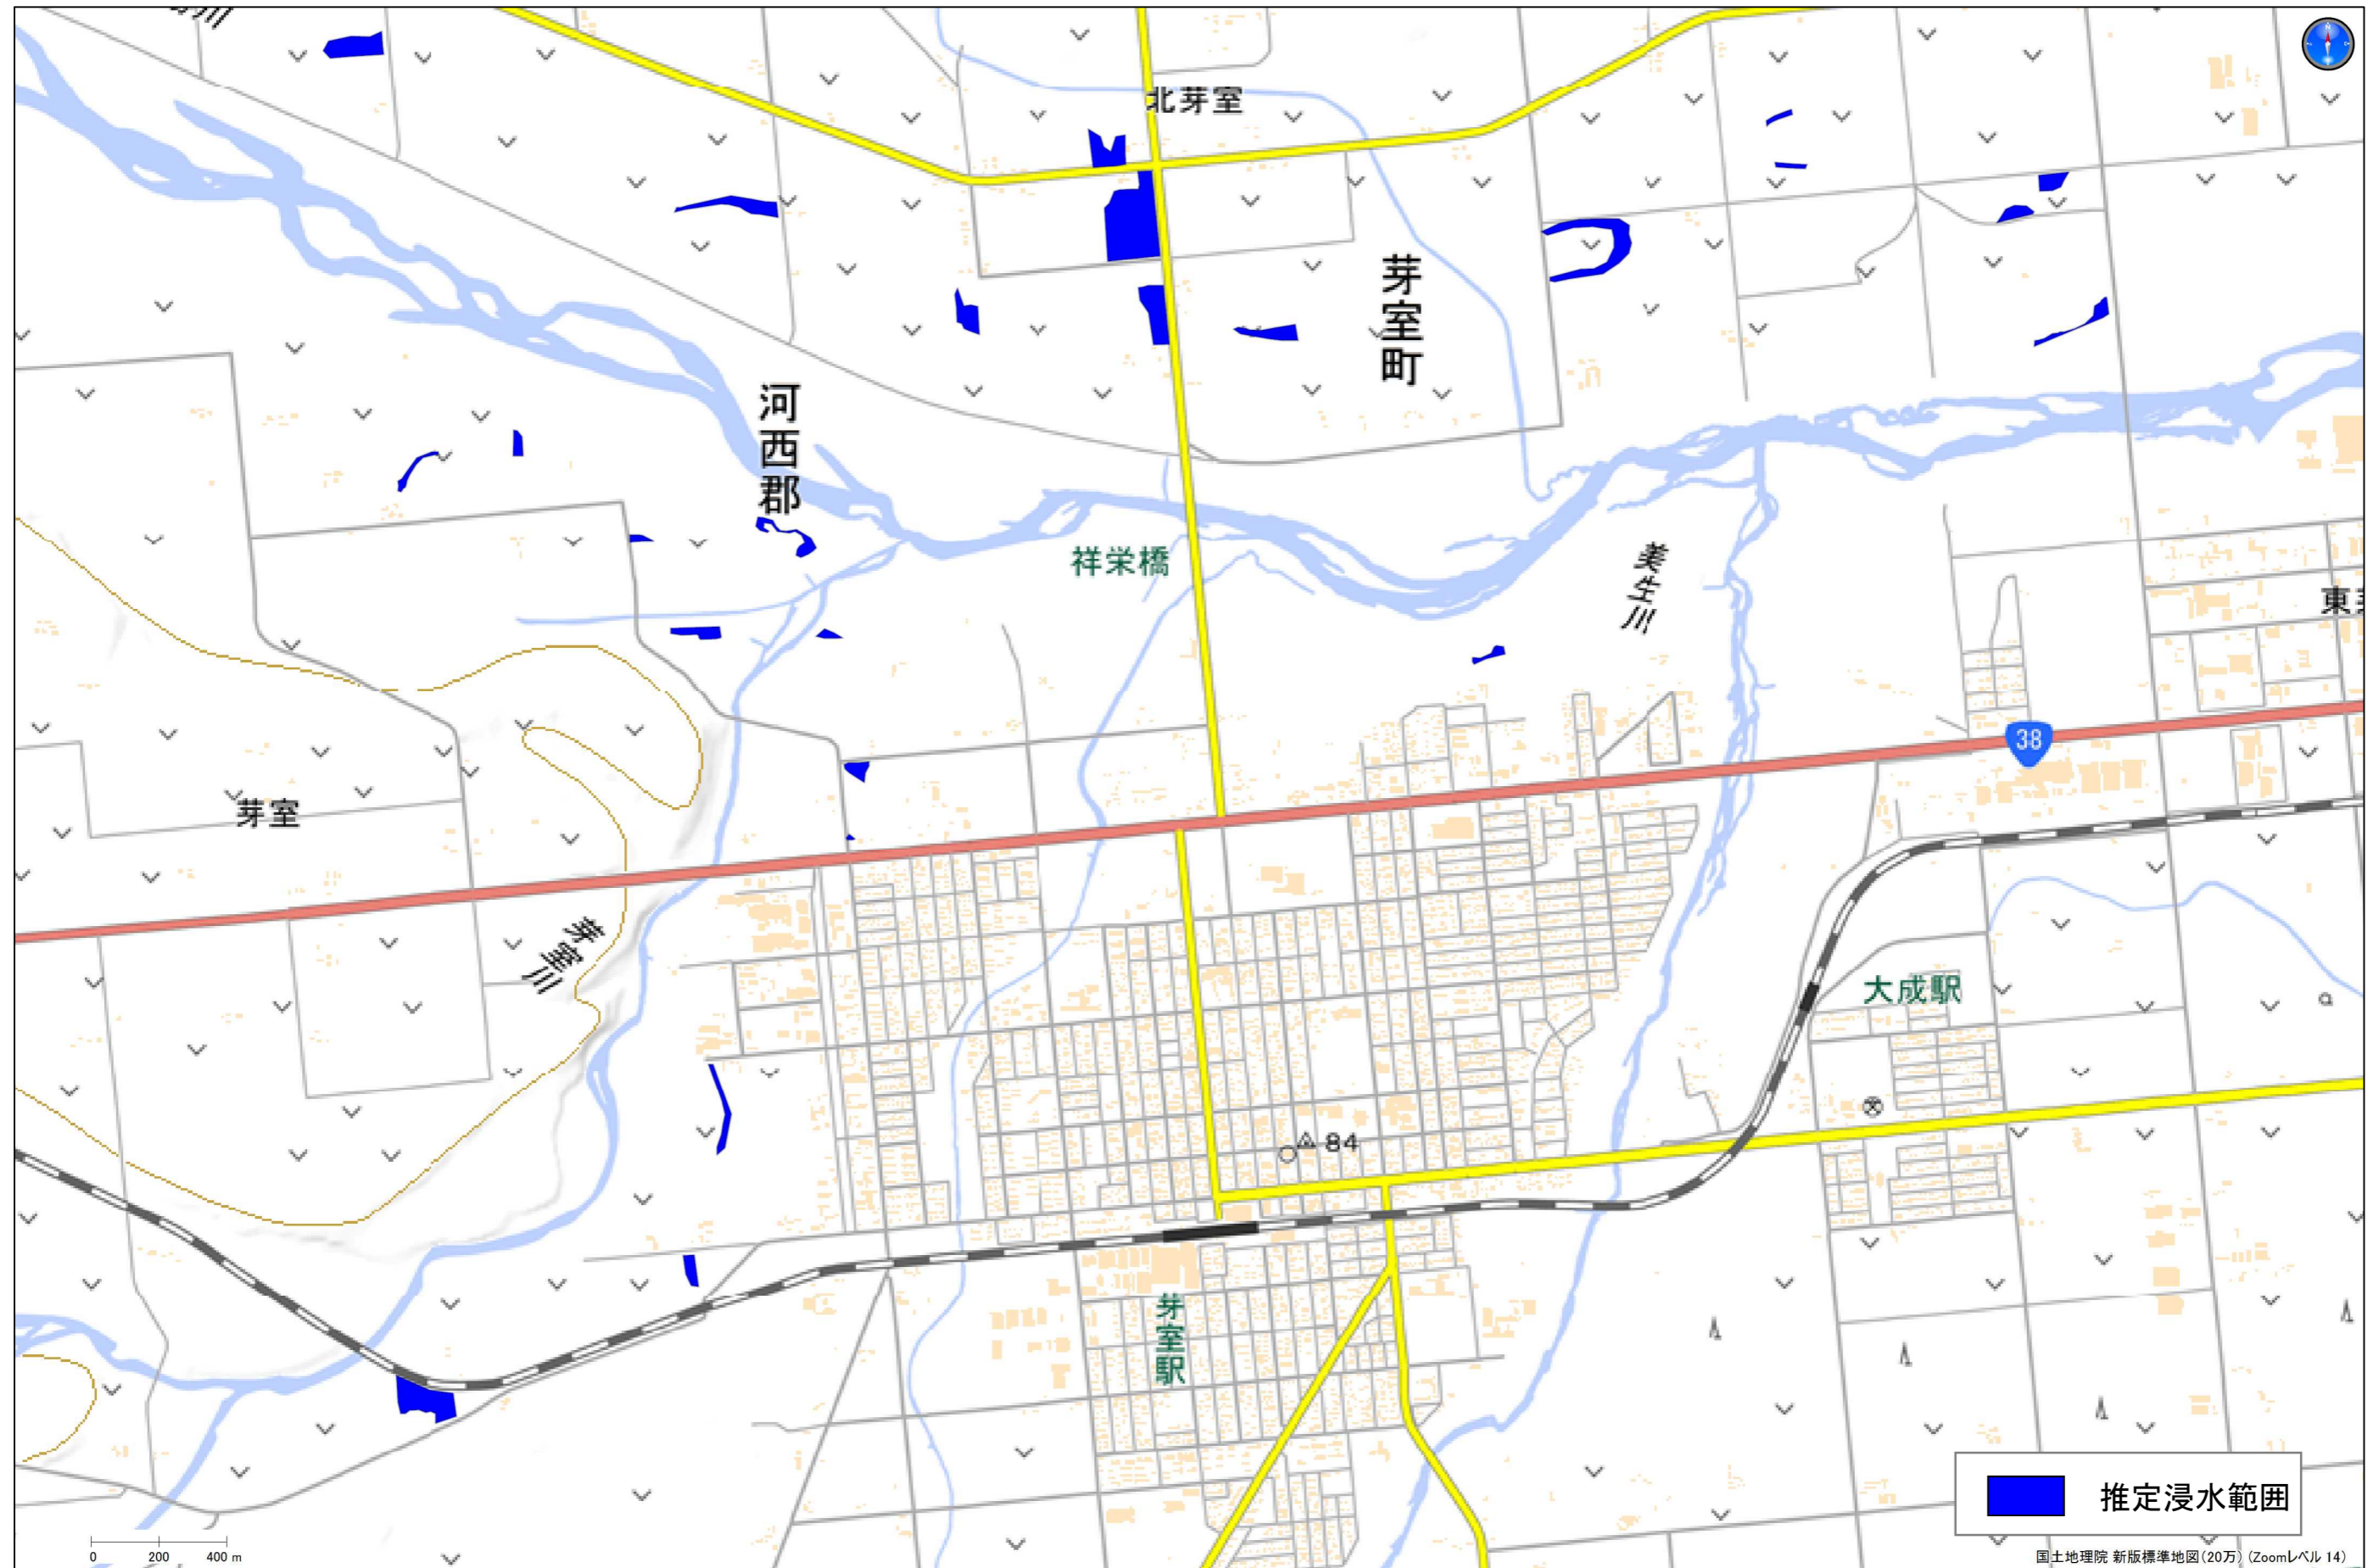 北芽室
芽室町
河西郡
祥栄橋
美生川
38
芽室
芽室川
大成駅
84
芽室駅
推定浸水範囲
0 200 400 m
国土地理院 新版標準地図(20万) (Zoomレベル 14)